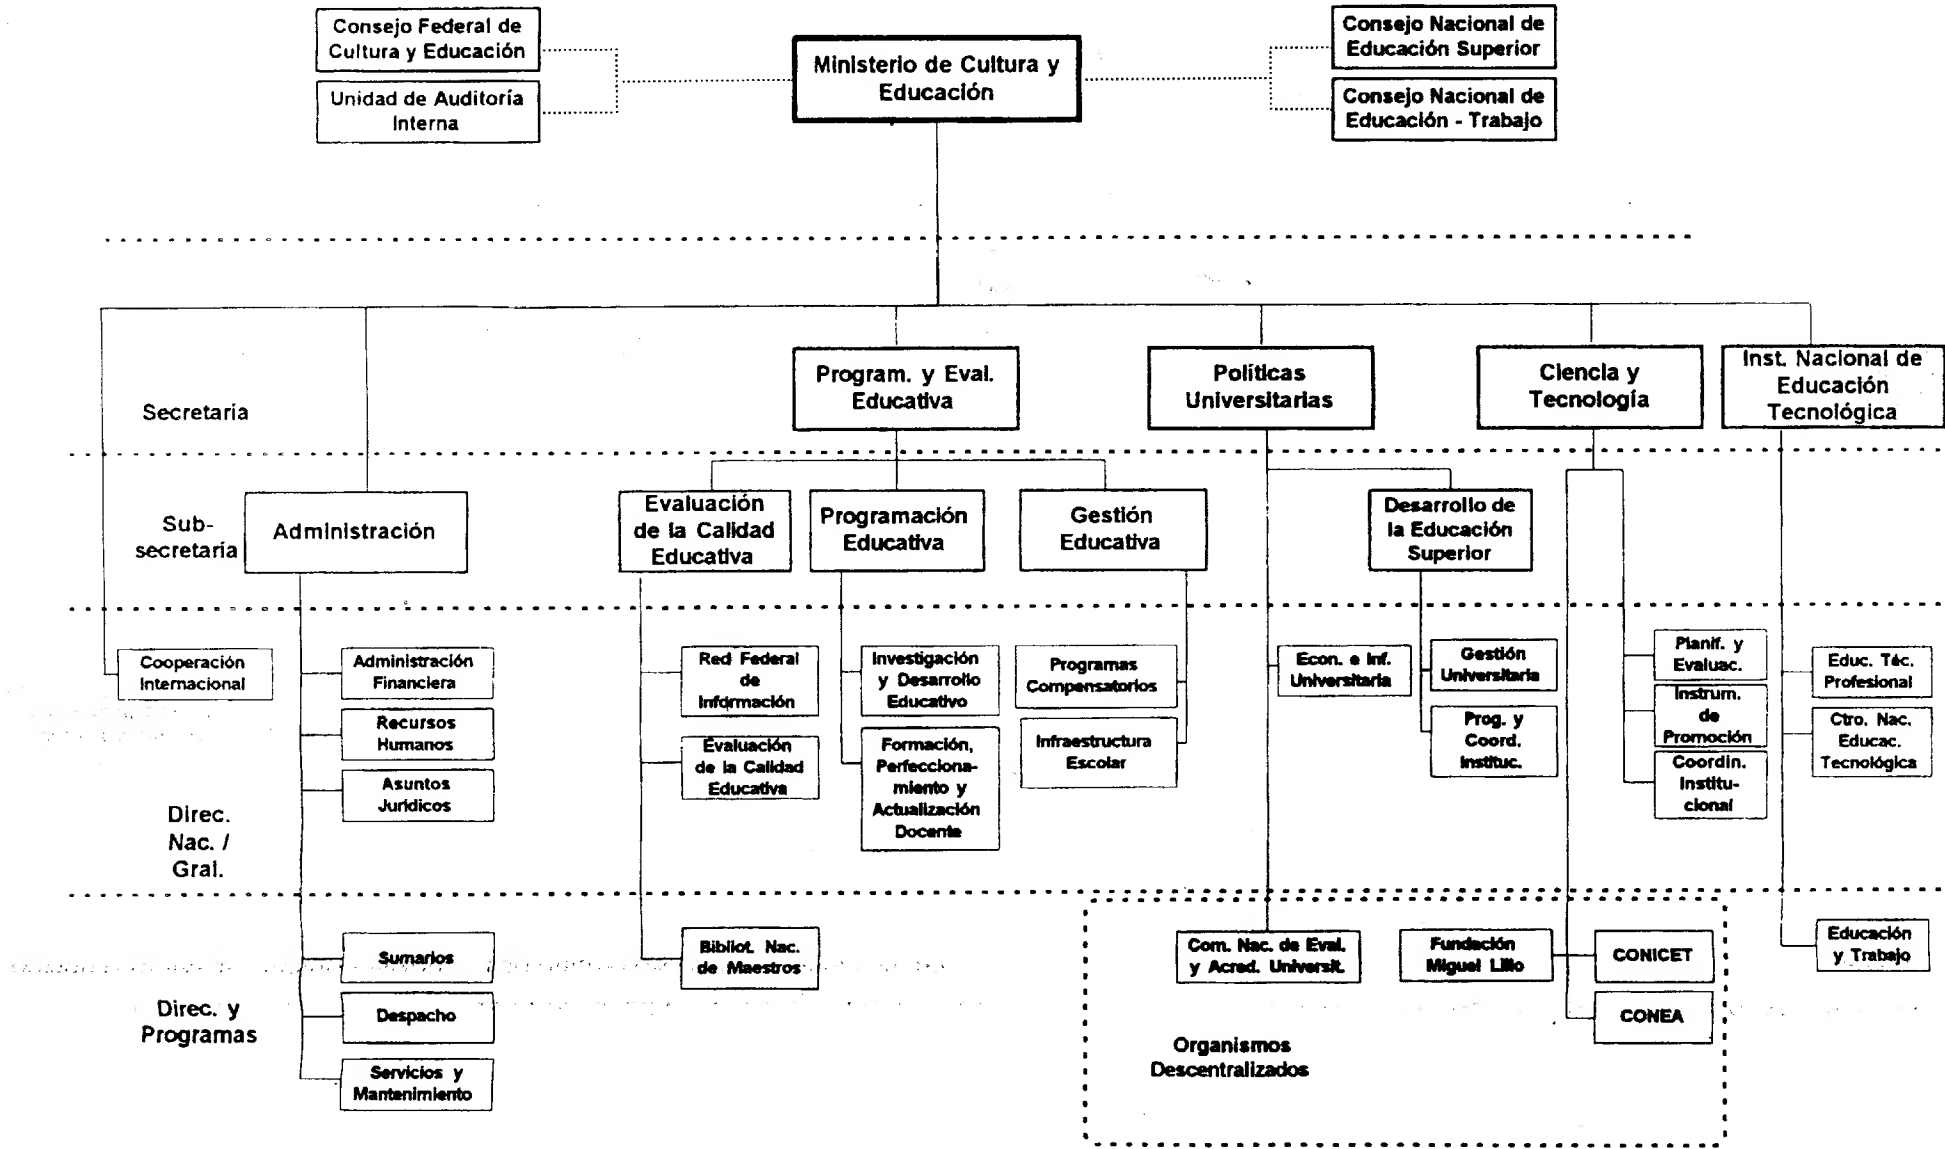 Consejo Federal de
Cultura y Educación
Unidad de Auditoría
Interna
Ministerio de Cultura y
Educación
Consejo Nacional de
Educación Superior
Consejo Nacional de
Educación - Trabajo
Secretaría
Program. y Eval.
Educativa
Políticas
Universitarias
Ciencia y
Tecnología
Inst. Nacional de
Educación
Tecnológica
Sub-
secretaría
Administración
Evaluación
de la Calidad
Educativa
Programación
Educativa
Gestión
Educativa
Desarrollo de
la Educación
Superior
Direc.
Nac. /
Gral.
Cooperación
Internacional
Administración
Financiera
Recursos
Humanos
Asuntos
Jurídicos
Red Federal
de
Información
Evaluación
de la Calidad
Educativa
Investigación
y Desarrollo
Educativo
Formación,
Perfecciona-
miento y
Actualización
Docente
Programas
Compensatorios
Infraestructura
Escolar
Econ. e Inf.
Universitaria
Gestión
Universitaria
Prog. y
Coord.
Instituc.
Planif. y
Evaluac.
Instrum.
de
Promoción
Coordin.
Institu-
cional
Educ. Téc.
Profesional
Ctro. Nac.
Educac.
Tecnológica
Direc. y
Programas
Sumarios
Despacho
Servicios y
Mantenimiento
Bibliot. Nac.
de Maestros
Com. Nac. de Eval.
y Acred. Universit.
Fundación
Miguel Lillo
CONICET
CONEA
Organismos
Descentralizados
Educación
y Trabajo